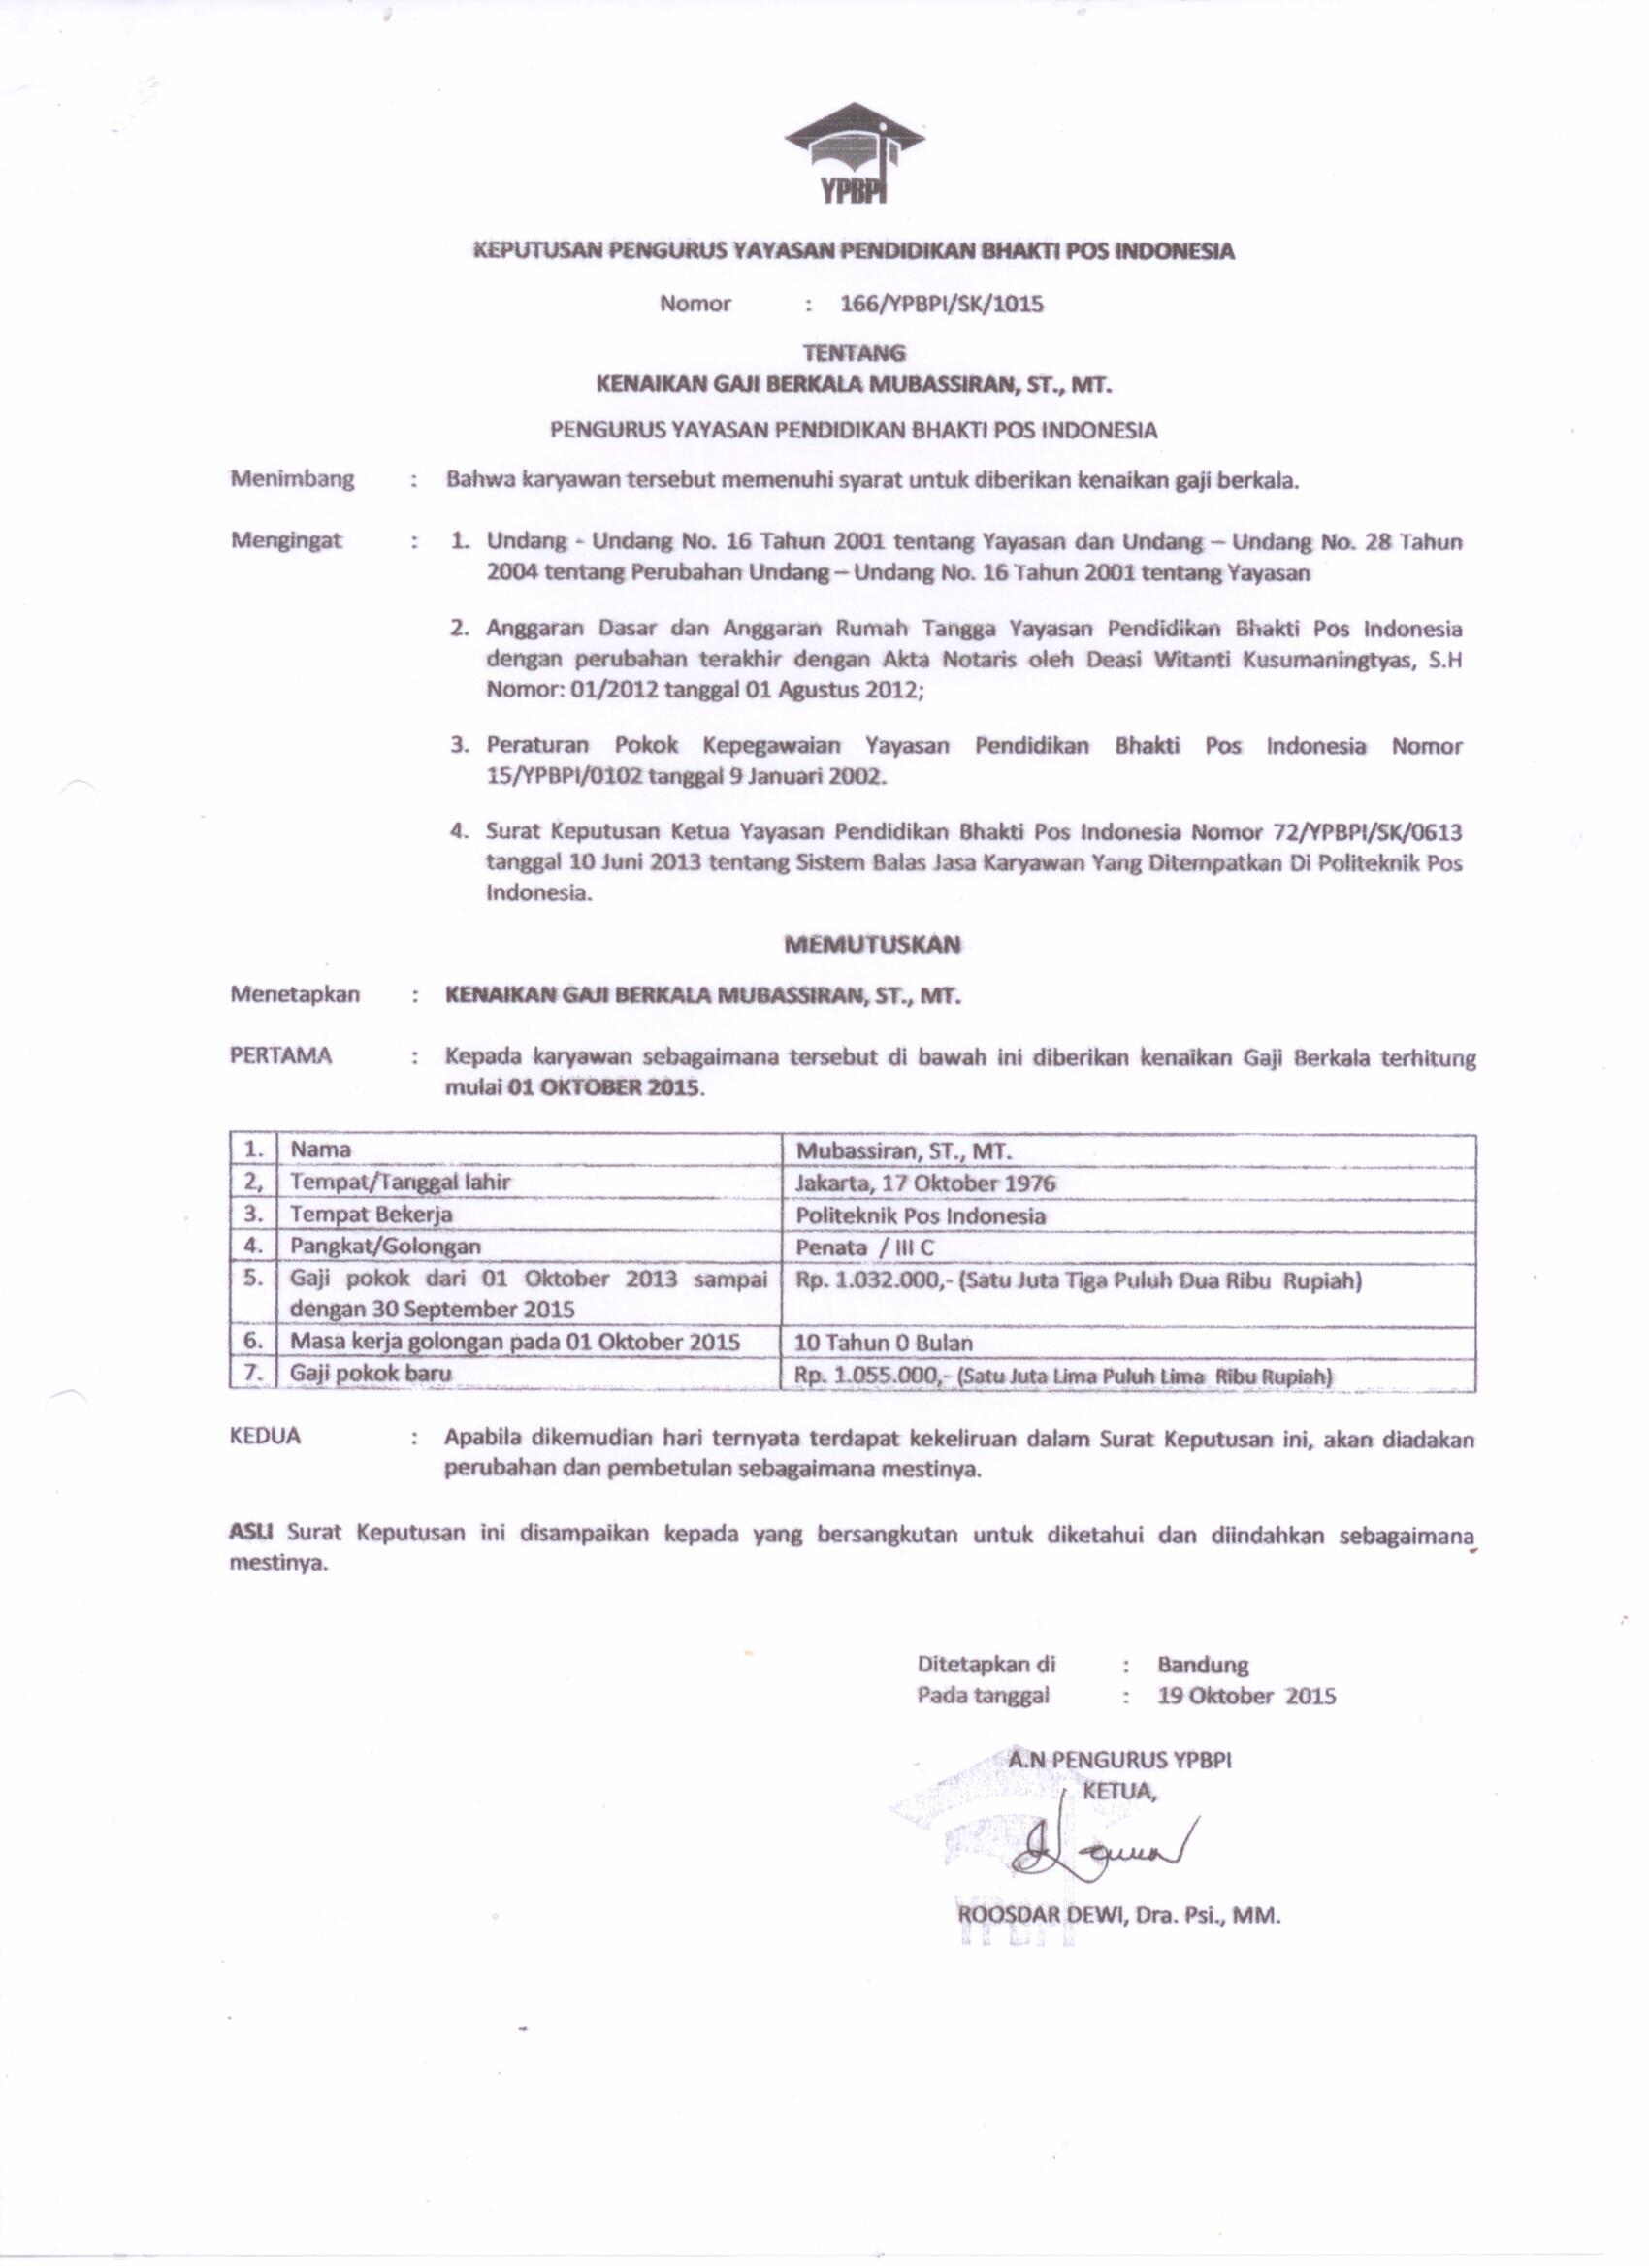 YPBPI
KEPUTUSAN PENGURUS YAYASAN PENDIDIKAN BHAKTI POS INDONESIA
Nomor : 166/YPBPI/SK/1015
TENTANG
KENAIKAN GAJI BERKALA MUBASSIRAN, ST., MT.
PENGURUS YAYASAN PENDIDIKAN BHAKTI POS INDONESIA
Menimbang : Bahwa karyawan tersebut memenuhi syarat untuk diberikan kenaikan gaji berkala.
Mengingat : 1. Undang - Undang No. 16 Tahun 2001 tentang Yayasan dan Undang – Undang No. 28 Tahun
2004 tentang Perubahan Undang – Undang No. 16 Tahun 2001 tentang Yayasan
2. Anggaran Dasar dan Anggaran Rumah Tangga Yayasan Pendidikan Bhakti Pos Indonesia
dengan perubahan terakhir dengan Akta Notaris oleh Deasi Witanti Kusumaningtyas, S.H
Nomor: 01/2012 tanggal 01 Agustus 2012;
3. Peraturan Pokok Kepegawaian Yayasan Pendidikan Bhakti Pos Indonesia Nomor
15/YPBPI/0102 tanggal 9 Januari 2002.
4. Surat Keputusan Ketua Yayasan Pendidikan Bhakti Pos Indonesia Nomor 72/YPBPI/SK/0613
tanggal 10 Juni 2013 tentang Sistem Balas Jasa Karyawan Yang Ditempatkan Di Politeknik Pos
Indonesia.
MEMUTUSKAN
Menetapkan : KENAIKAN GAJI BERKALA MUBASSIRAN, ST., MT.
PERTAMA : Kepada karyawan sebagaimana tersebut di bawah ini diberikan kenaikan Gaji Berkala terhitung
mulai 01 OKTOBER 2015.
1. Nama Mubassiran, ST., MT.
2, Tempat/Tanggal lahir Jakarta, 17 Oktober 1976
3. Tempat Bekerja Politeknik Pos Indonesia
4. Pangkat/Golongan Penata / III C
5. Gaji pokok dari 01 Oktober 2013 sampai Rp. 1.032.000,- (Satu Juta Tiga Puluh Dua Ribu Rupiah)
dengan 30 September 2015
6. Masa kerja golongan pada 01 Oktober 2015 10 Tahun 0 Bulan
7. Gaji pokok baru Rp. 1.055.000,- (Satu Juta Lima Puluh Lima Ribu Rupiah)
KEDUA : Apabila dikemudian hari ternyata terdapat kekeliruan dalam Surat Keputusan ini, akan diadakan
perubahan dan pembetulan sebagaimana mestinya.
ASLI Surat Keputusan ini disampaikan kepada yang bersangkutan untuk diketahui dan diindahkan sebagaimana
mestinya.
Ditetapkan di : Bandung
Pada tanggal : 19 Oktober 2015
A.N PENGURUS YPBPI
KETUA,
ROOSDAR DEWI, Dra. Psi., MM.
YPBPI